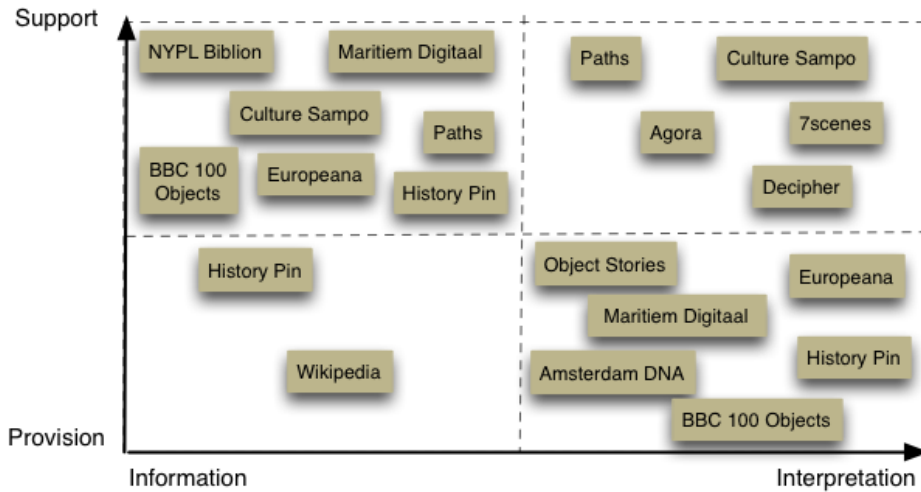 Support
NYPL Biblion
Maritiem Digitaal
Paths
Culture Sampo
Culture Sampo
Paths
Agora
7scenes
BBC 100
Objects
Europeana
History Pin
Decipher
History Pin
Object Stories
Europeana
Maritiem Digitaal
Wikipedia
Amsterdam DNA
History Pin
BBC 100 Objects
Provision
Information
Interpretation